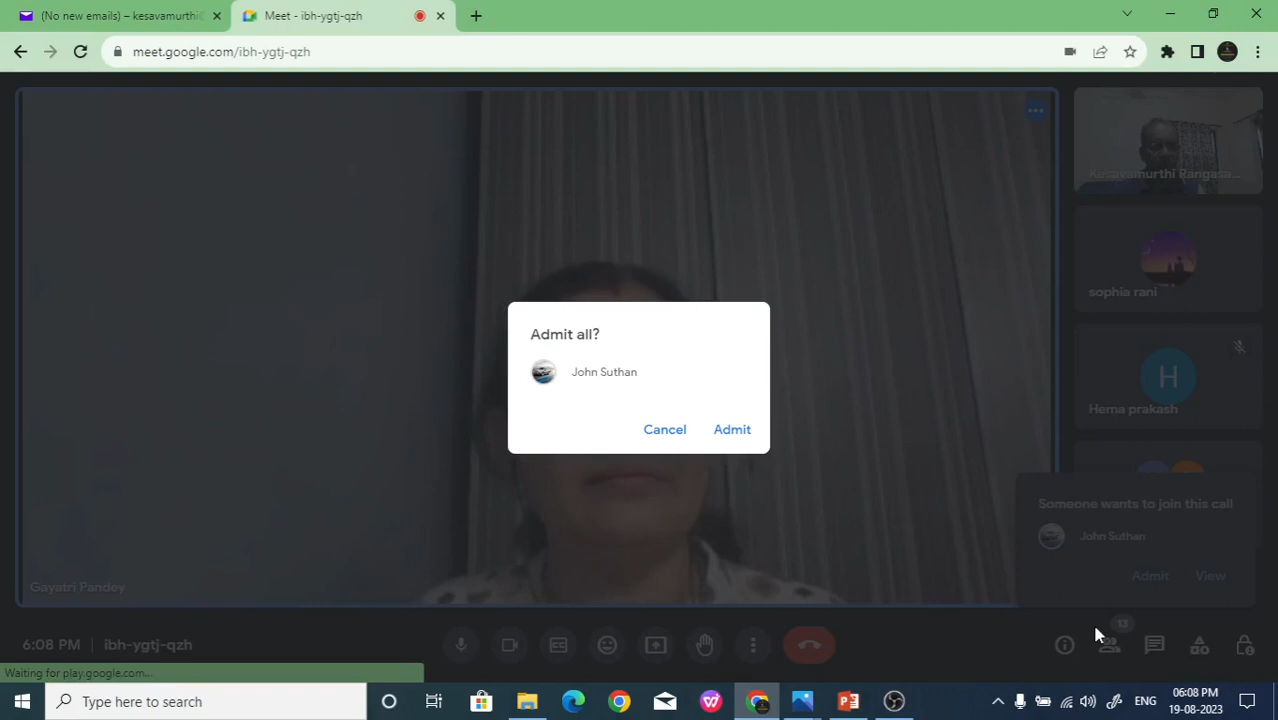 (No new emails) – kesavamurthi@
Meet - ibh-ygtj-qzh
meet.google.com/ibh-ygtj-qzh
Kesavamurthi Rangasa...
sophia rani
Hema prakash
H
Admit all?
John Suthan
Cancel Admit
Someone wants to join this call
John Suthan
Admit View
Gayatri Pandey
6:08 PM | ibh-ygtj-qzh
13
Waiting for play.google.com...
Type here to search
ENG
06:08 PM
19-08-2023